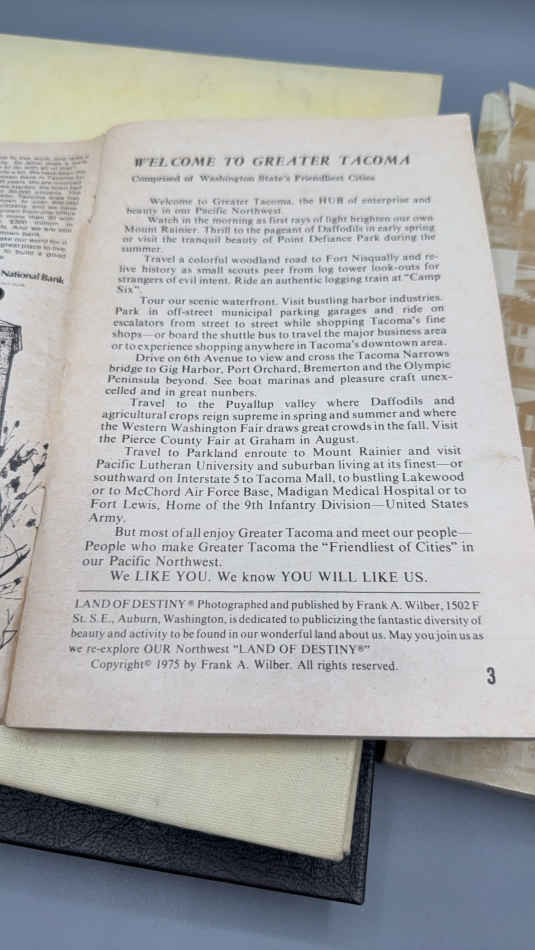 National Bank
WELCOME TO GREATER TACOMA
Comprised of Washington State's Friendliest Cities
Welcome to Greater Tacoma, the HUB of enterprise and
beauty in our Pacific Northwest.
Watch in the morning as first rays of light brighten our own
Mount Rainier. Thrill to the pageant of Daffodils in early spring
or visit the tranquil beauty of Point Defiance Park during the
summer.
Travel a colorful woodland road to Fort Nisqually and re-
live history as small scouts peer from log tower look-outs for
strangers of evil intent. Ride an authentic logging train at "Camp
Six".
Tour our scenic waterfront. Visit bustling harbor industries.
Park in off-street municipal parking garages and ride on
escalators from street to street while shopping Tacoma's fine
shops—or board the shuttle bus to travel the major business area
or to experience shopping anywhere in Tacoma's downtown area.
Drive on 6th Avenue to view and cross the Tacoma Narrows
bridge to Gig Harbor, Port Orchard, Bremerton and the Olympic
Peninsula beyond. See boat marinas and pleasure craft unex-
celled and in great nunbers.
Travel to the Puyallup valley where Daffodils and
agricultural crops reign supreme in spring and summer and where
the Western Washington Fair draws great crowds in the fall. Visit
the Pierce County Fair at Graham in August.
Travel to Parkland enroute to Mount Rainier and visit
Pacific Lutheran University and suburban living at its finest—or
southward on Interstate 5 to Tacoma Mall, to bustling Lakewood
or to McChord Air Force Base, Madigan Medical Hospital or to
Fort Lewis, Home of the 9th Infantry Division—United States
Army.
But most of all enjoy Greater Tacoma and meet our people—
People who make Greater Tacoma the "Friendliest of Cities" in
our Pacific Northwest.
We LIKE YOU. We know YOU WILL LIKE US.
LAND OF DESTINY® Photographed and published by Frank A. Wilber, 1502 F
St. S.E., Auburn, Washington, is dedicated to publicizing the fantastic diversity of
beauty and activity to be found in our wonderful land about us. May you join us as
we re-explore OUR Northwest "LAND OF DESTINY®"
Copyright© 1975 by Frank A. Wilber. All rights reserved.
3